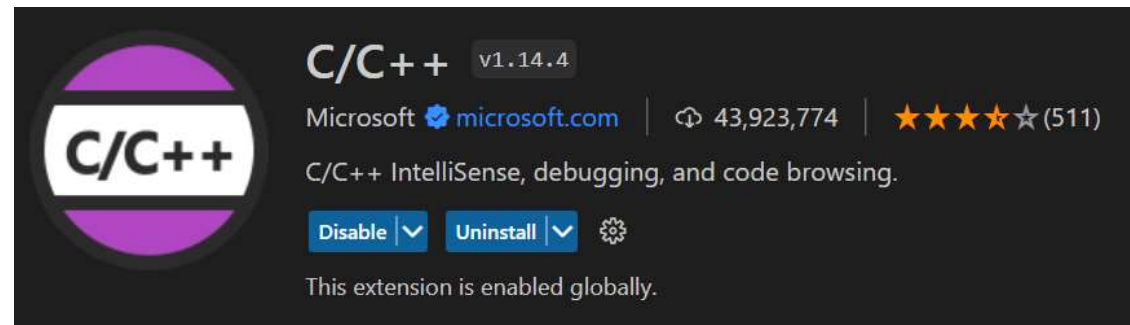 C/C++
C/C++ v1.14.4
Microsoft microsoft.com 43,923,774 (511)
C/C++ IntelliSense, debugging, and code browsing.
Disable Uninstall
This extension is enabled globally.